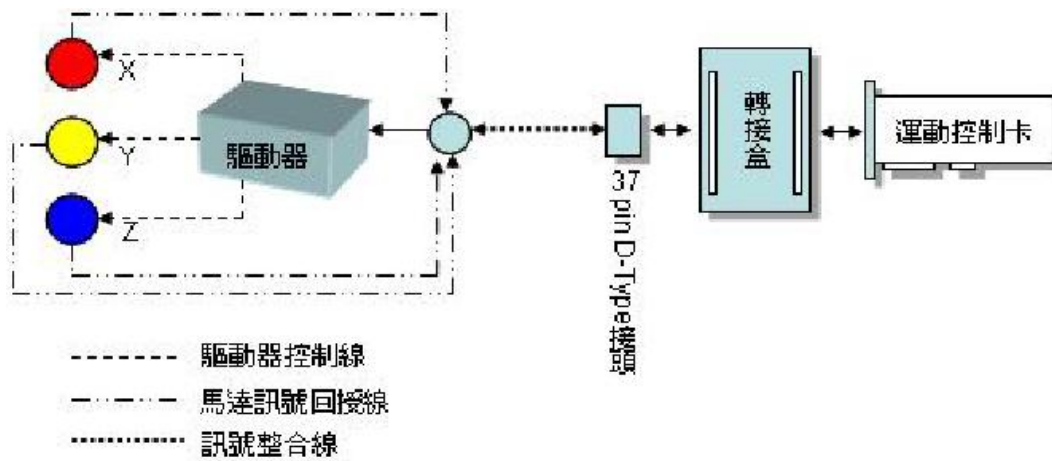 X
Y
Z
驅動器
37 pin D-Type接頭
轉接盒
運動控制卡
驅動器控制線
馬達訊號回授線
訊號整合線